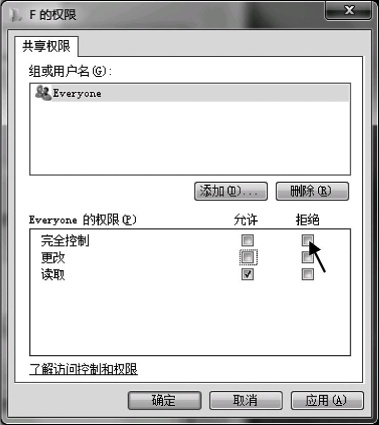 F 的权限
共享权限
组或用户名(G):
Everyone
添加(D)...
删除(R)
Everyone 的权限(P)
允许
拒绝
完全控制
更改
读取
了解访问控制和权限
确定
取消
应用(A)